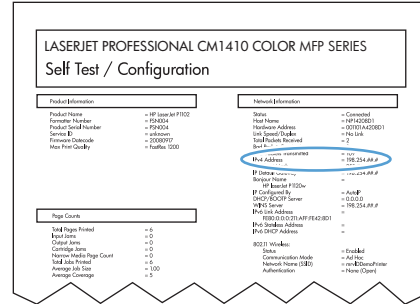 LASERJET PROFESSIONAL CM1410 COLOR MFP SERIES
Self Test / Configuration
Product Information
Product Name = HP LaserJet P1102
Formatter Number = PSN004
Product Serial Number = PSN004
Service ID = unknown
Firmware Datecode = 20080917
Max Print Quality = FastRes 1200
Page Counts
Total Pages Printed = 6
Input Jams = 0
Output Jams = 0
Cartridge Jams = 0
Narrow Media Page Count = 0
Total Jobs Printed = 6
Average Job Size = 1.00
Average Coverage = 5
Network Information
Status = Connected
Host Name = NP14208D1
Hardware Address = 00101A4208D1
Link Speed/Duplex = No Link
Total Packets Received = 2
IPv4 Address = 198.254.##.#
Bonjour Name =
HP LaserJet P1120w
IP Configured By = AutoIP
DHCP/BOOTP Server = 0.0.0.0
WINS Server = 198.254.##.#
IPv6 Link Address =
FE80:0:0:0:211:AFF:FE42:8D1
IPv6 Stateless Address =
IPv6 DHCP Address =
802.11 Wireless:
Status = Enabled
Communication Mode = Ad Hoc
Network Name (SSID) = nervIDDemoPrinter
Authentication = None (Open)